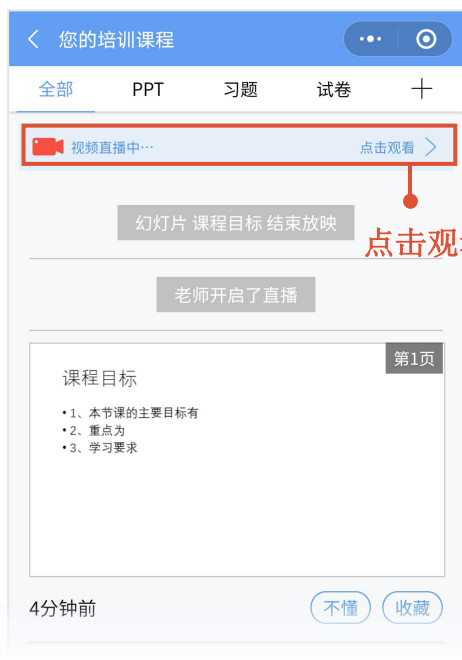 您的培训课程
全部 PPT 习题 试卷
视频直播中… 点击观看
幻灯片 课程目标 结束放映
点击观
老师开启了直播
第1页
课程目标
•1、本节课的主要目标有
•2、重点为
•3、学习要求
4分钟前 不懂 收藏